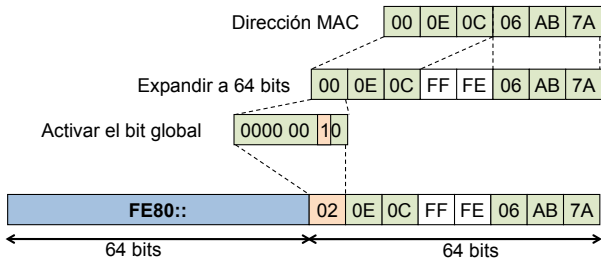 Dirección MAC 00 0E 0C 06 AB 7A
Expandir a 64 bits 00 0E 0C FF FE 06 AB 7A
Activar el bit global 0000 00 10
FE80:: 02 0E 0C FF FE 06 AB 7A
64 bits 64 bits